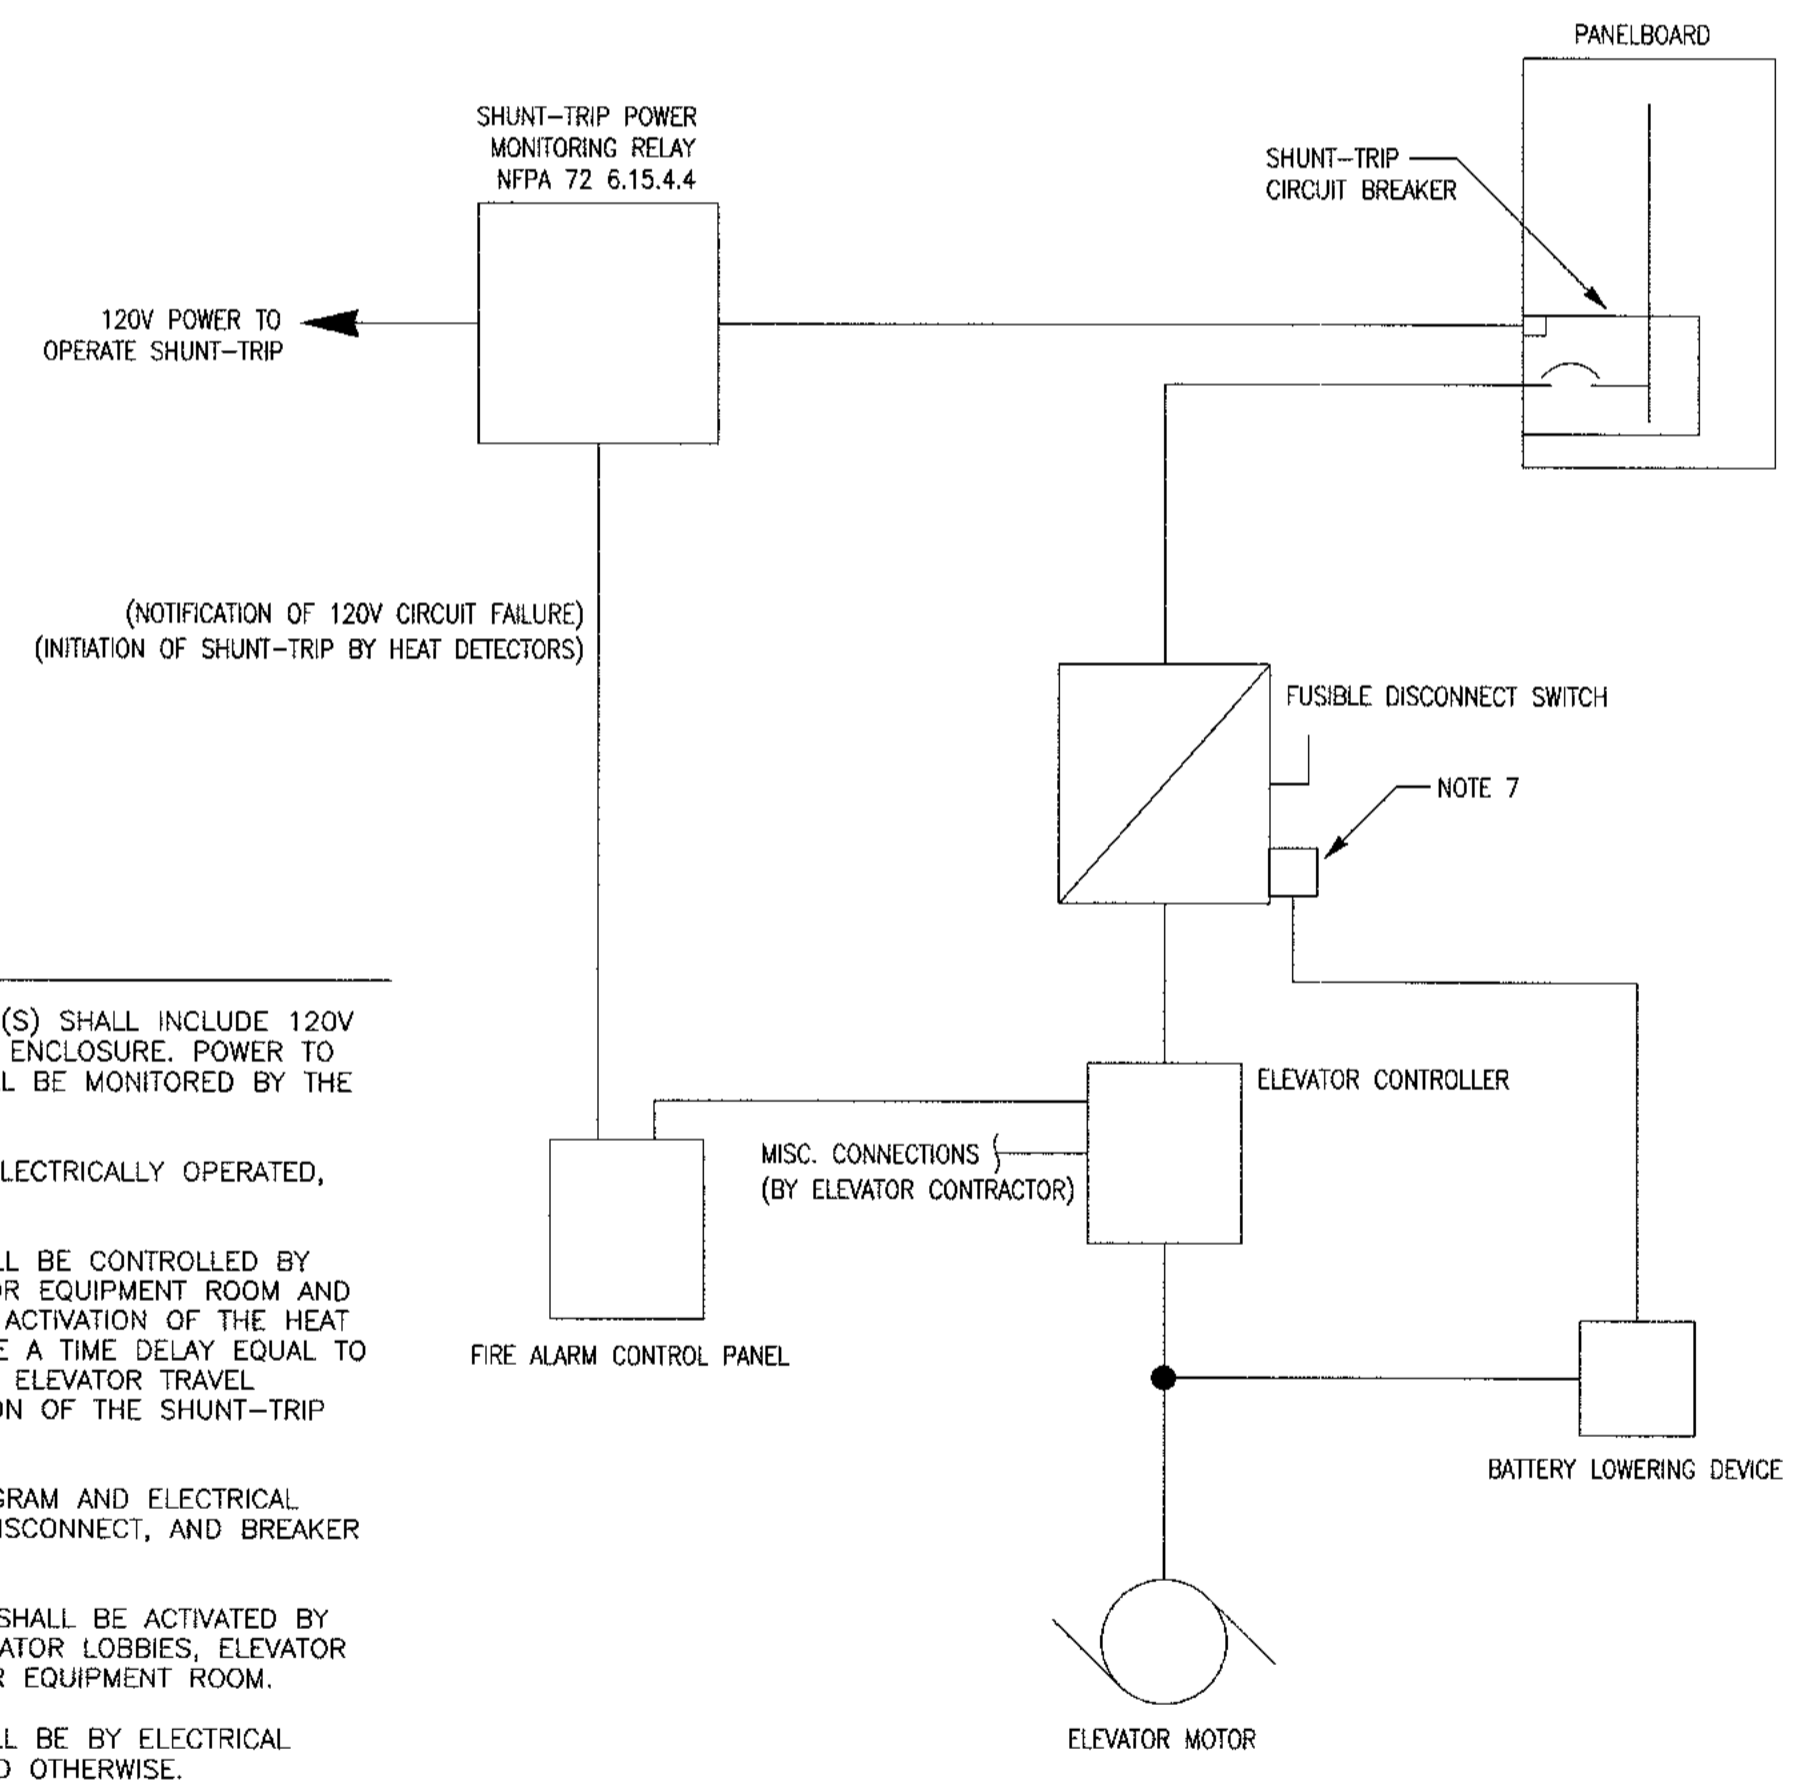 PANELBOARD
SHUNT-TRIP POWER
MONITORING RELAY
NFPA 72 6.15.4.4
SHUNT-TRIP
CIRCUIT BREAKER
120V POWER TO
OPERATE SHUNT-TRIP
(NOTIFICATION OF 120V CIRCUIT FAILURE)
(INITIATION OF SHUNT-TRIP BY HEAT DETECTORS)
FUSIBLE DISCONNECT SWITCH
NOTE 7
ELEVATOR CONTROLLER
MISC. CONNECTIONS
(BY ELEVATOR CONTRACTOR)
FIRE ALARM CONTROL PANEL
BATTERY LOWERING DEVICE
ELEVATOR MOTOR
(S) SHALL INCLUDE 120V
ENCLOSURE. POWER TO
L BE MONITORED BY THE
LECTRICALLY OPERATED,
LL BE CONTROLLED BY
OR EQUIPMENT ROOM AND
ACTIVATION OF THE HEAT
E A TIME DELAY EQUAL TO
ELEVATOR TRAVEL
ON OF THE SHUNT-TRIP
GRAM AND ELECTRICAL
ISCONNECT, AND BREAKER
SHALL BE ACTIVATED BY
ATOR LOBBIES, ELEVATOR
R EQUIPMENT ROOM.
LL BE BY ELECTRICAL
D OTHERWISE.